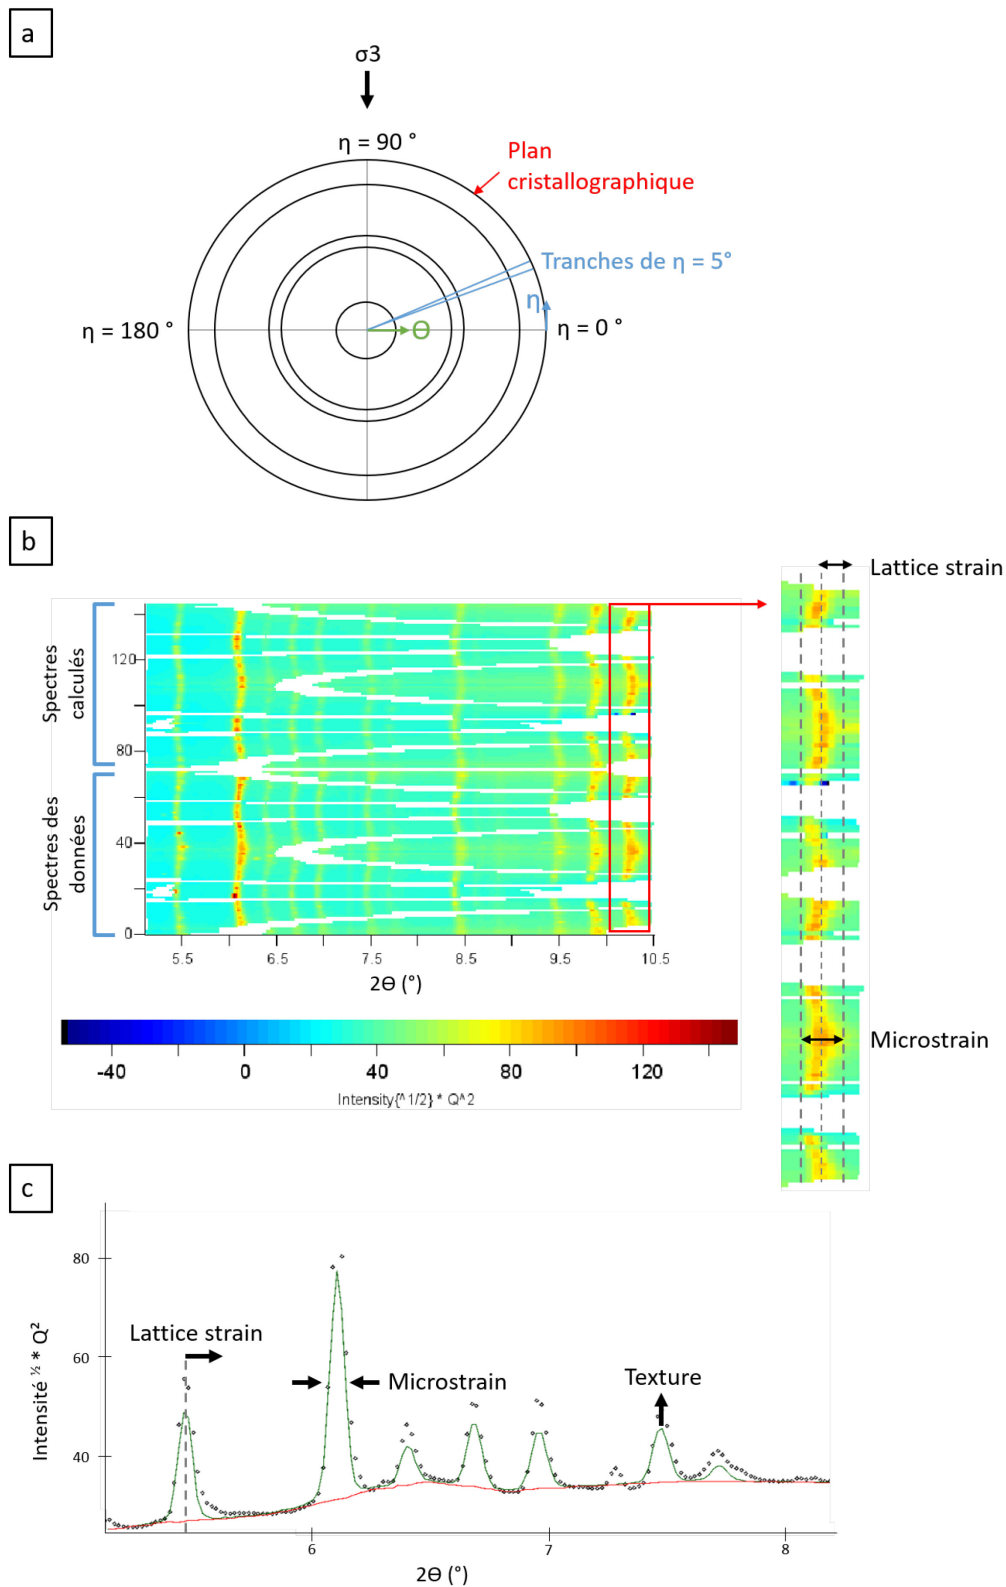 a
σ3
η = 90 °
Plan
cristallographique
Tranches de η = 5°
η
Θ
η = 180 °
η = 0 °
b
Lattice strain
Spectres
calculés
Spectres des
données
120
80
40
0
5.5
6.5
7.5
8.5
9.5
10.5
2Θ (°)
-40
0
40
80
120
Intensity{^1/2} * Q^2
Microstrain
c
80
60
40
Intensité ½ * Q²
Lattice strain
Microstrain
Texture
6
7
8
2Θ (°)